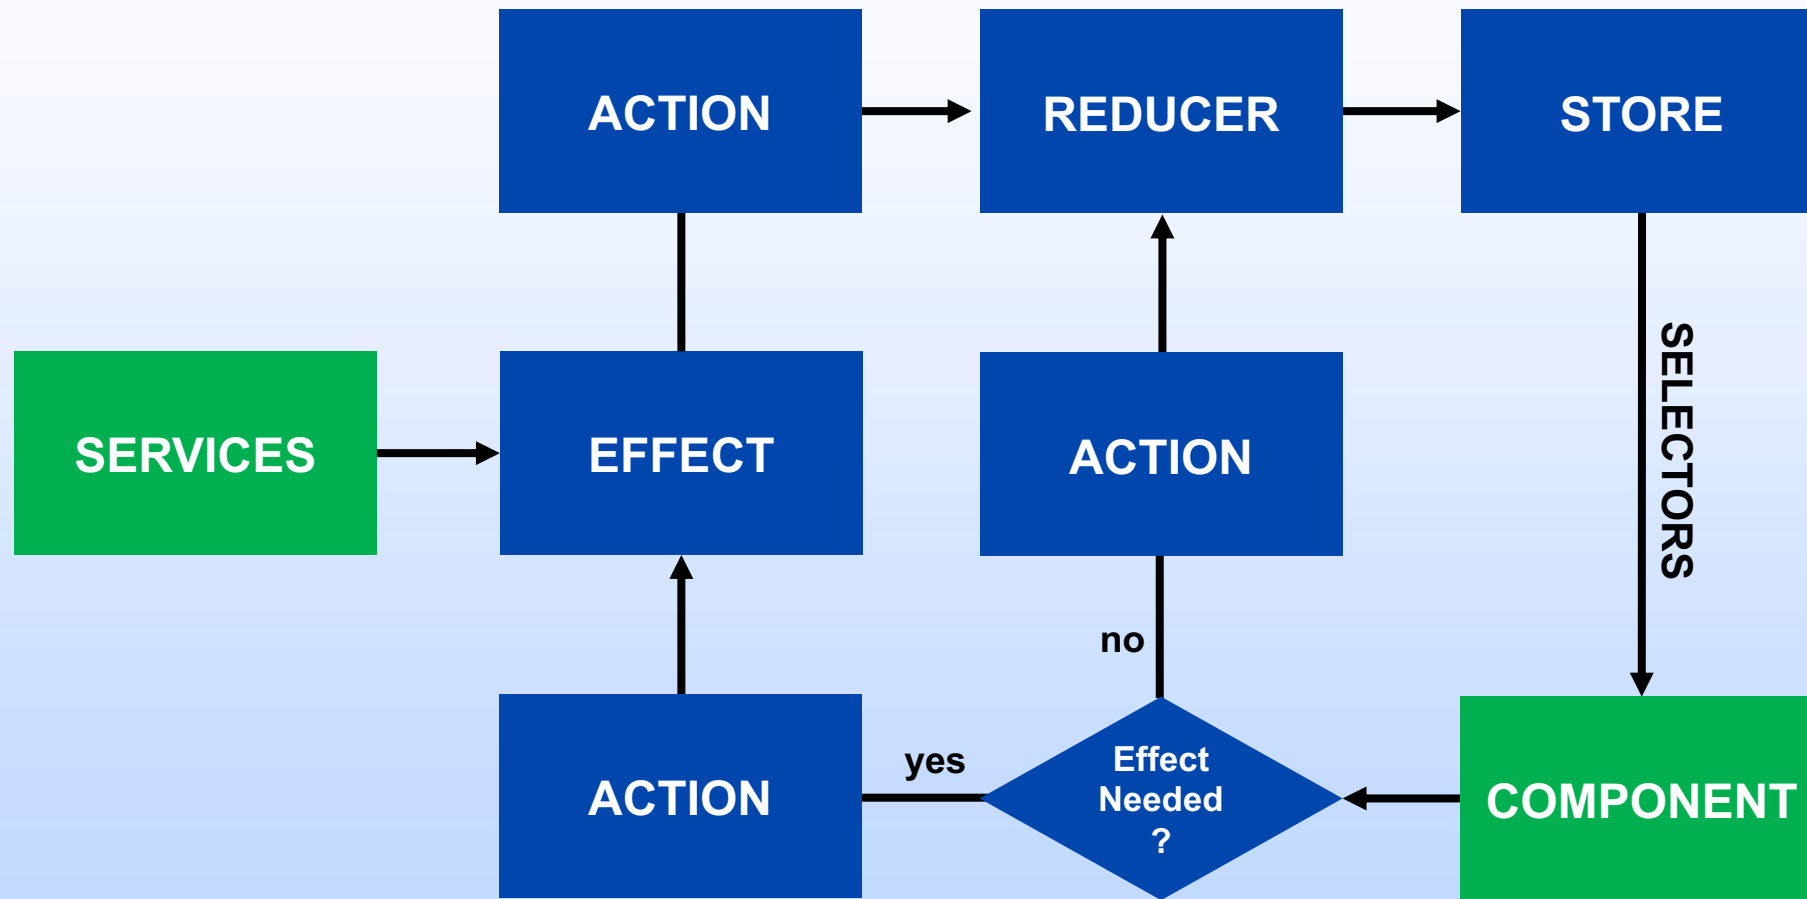 ACTION
REDUCER
STORE
SERVICES
EFFECT
ACTION
SELECTORS
no
ACTION
yes
Effect
Needed
?
COMPONENT